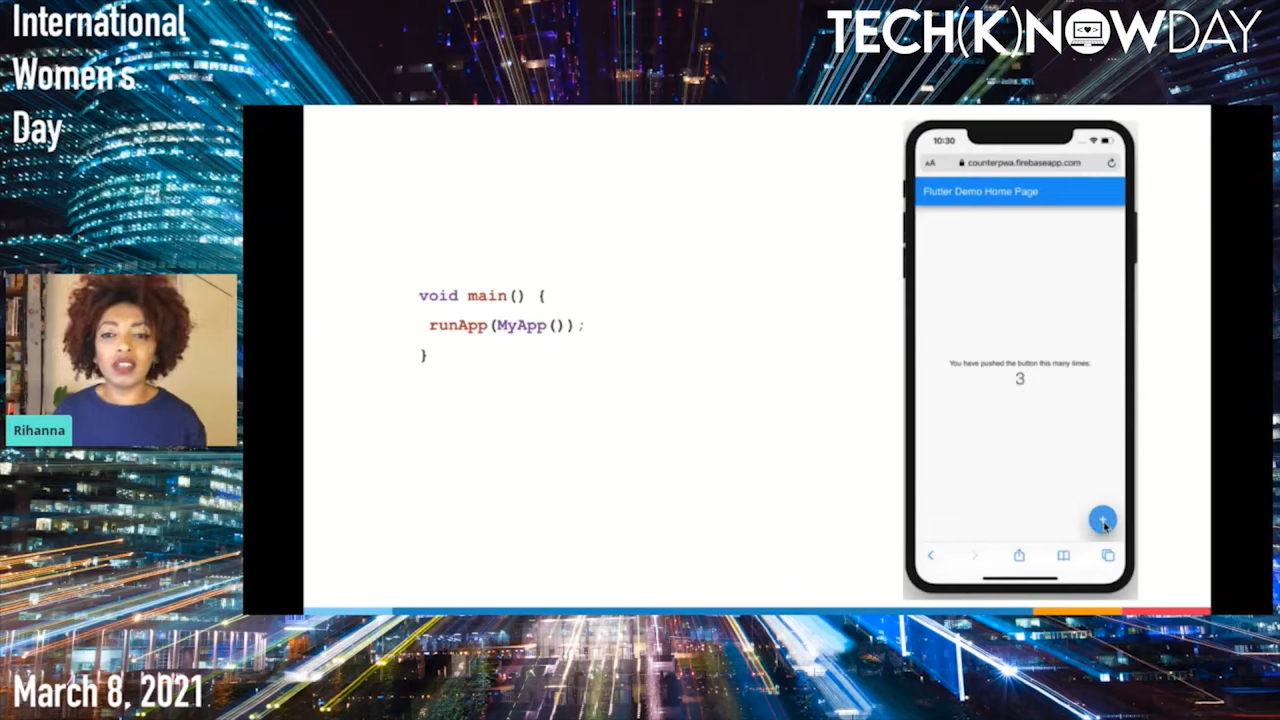 International
Women's
Day
TECH(K)NOWDAY
10:30
AA counterpwa.firebaseapp.com
Flutter Demo Home Page
void main() {
runApp(MyApp());
}
You have pushed the button this many times:
3
+
Rihanna
March 8, 2021